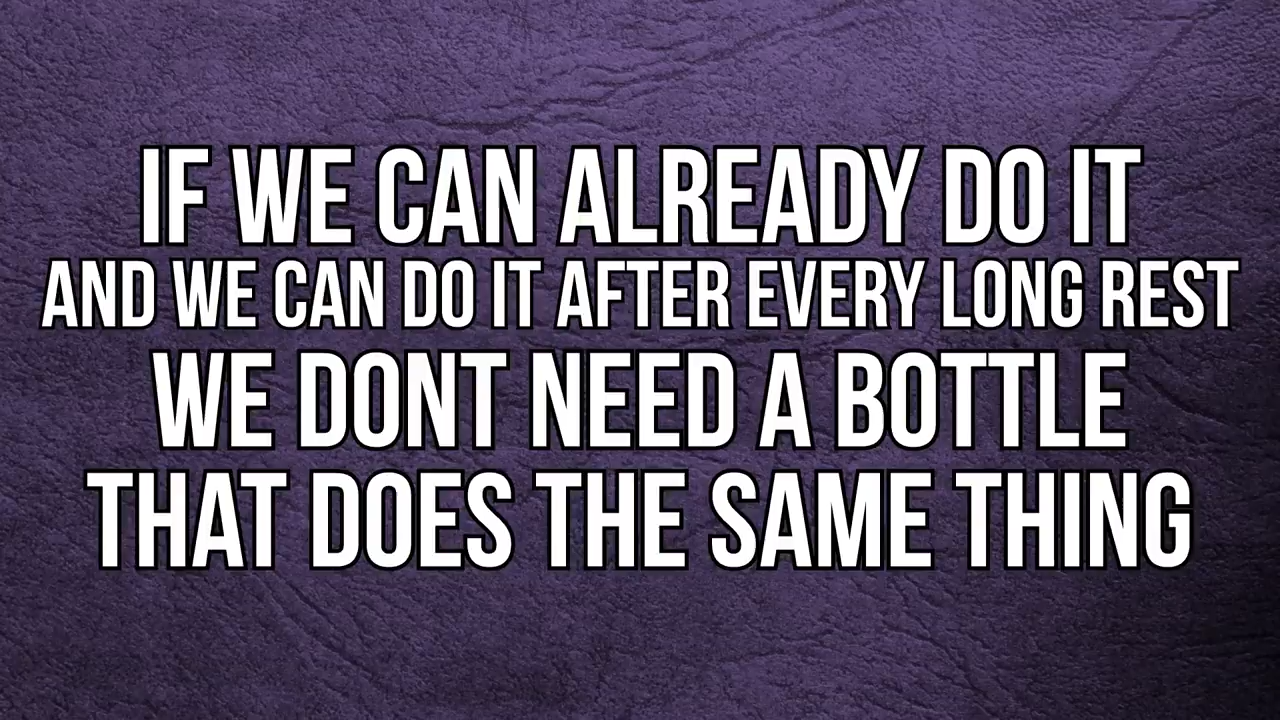 IF WE CAN ALREADY DO IT
AND WE CAN DO IT AFTER EVERY LONG REST
WE DONT NEED A BOTTLE
THAT DOES THE SAME THING